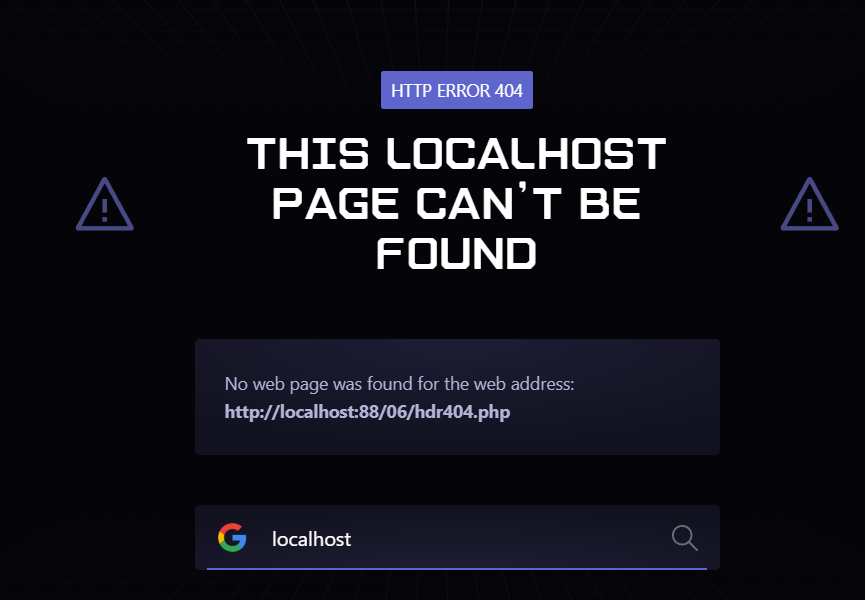 HTTP ERROR 404
THIS LOCALHOST
PAGE CAN'T BE
FOUND
No web page was found for the web address:
http://localhost:88/06/hdr404.php
localhost